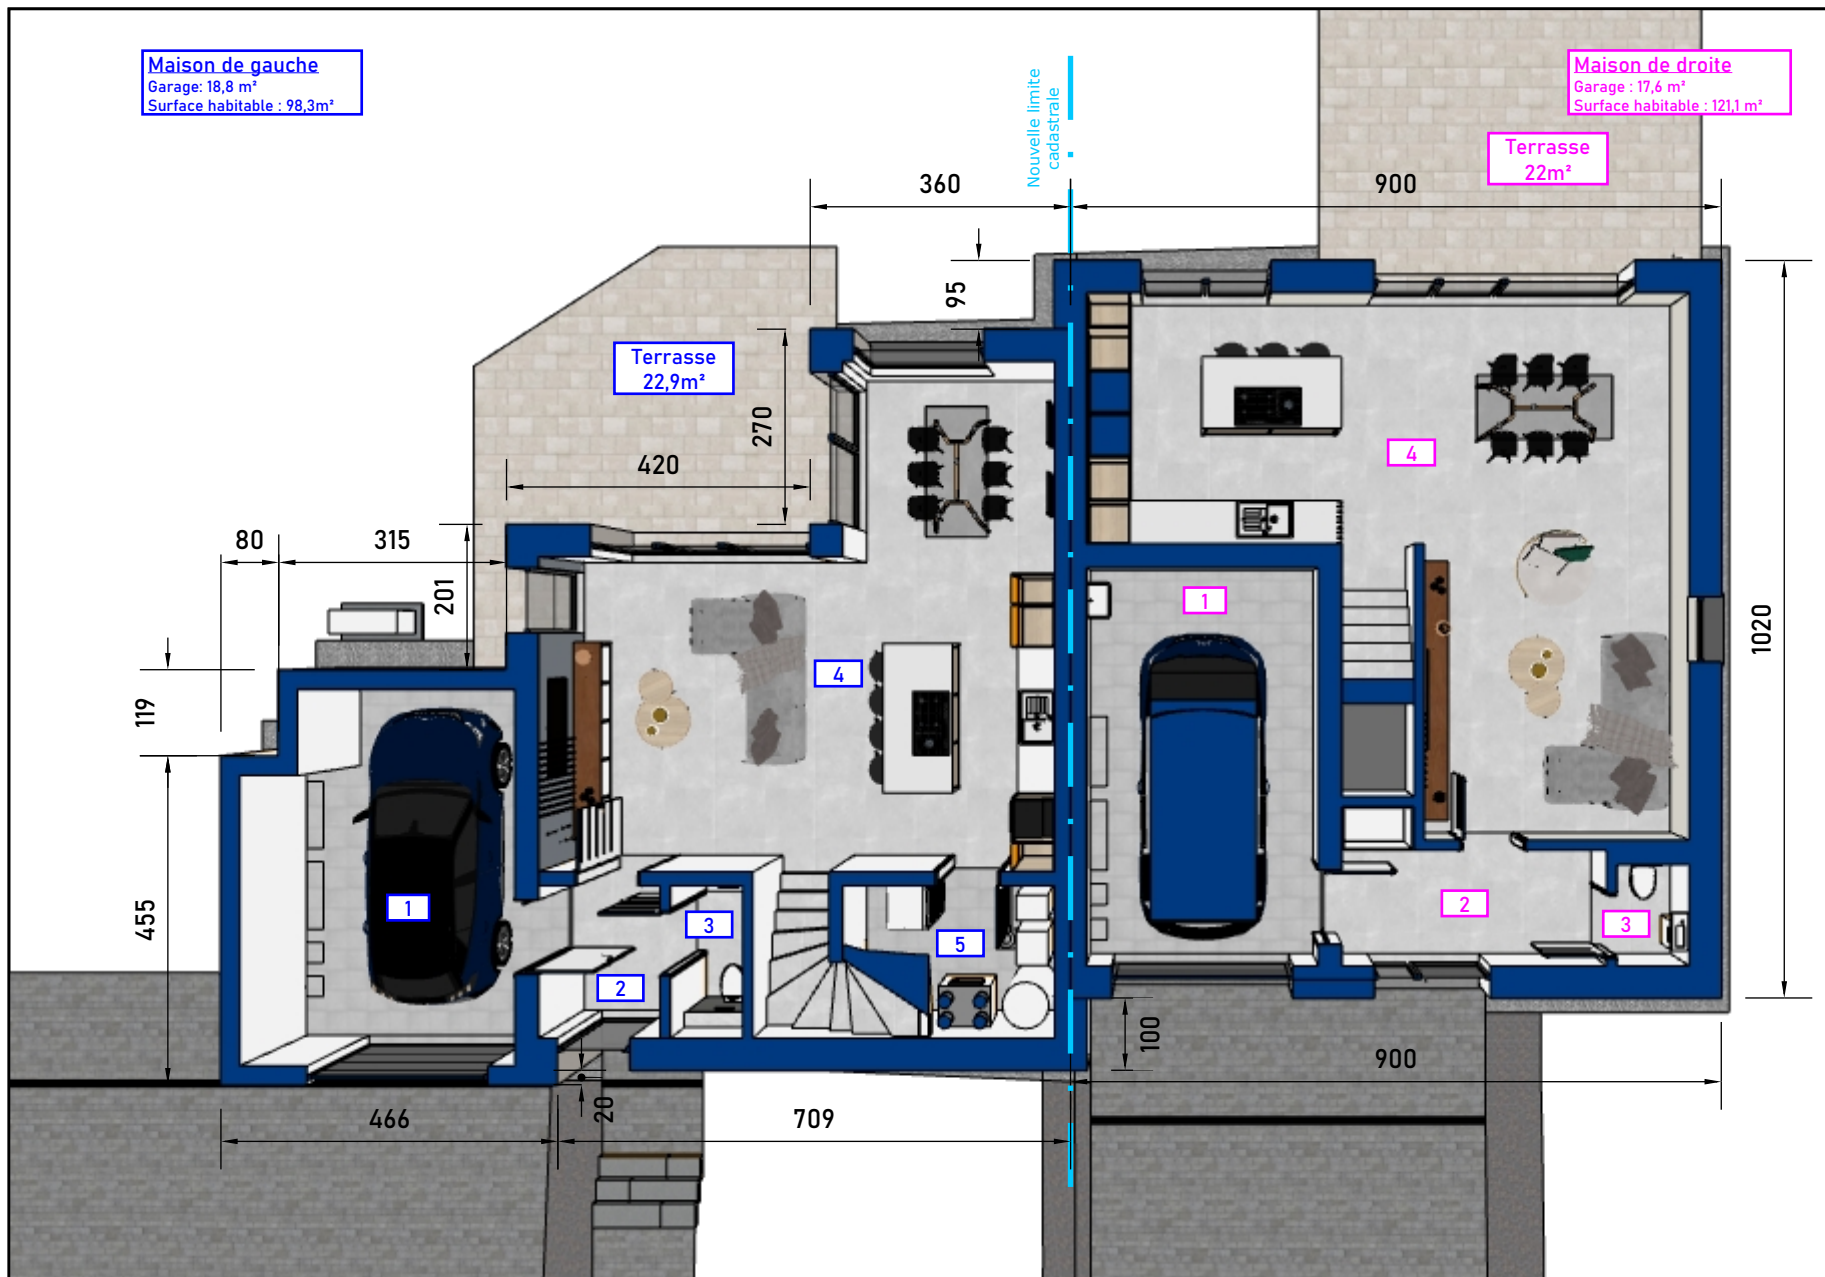 Maison de gauche
Garage: 18,8 m²
Surface habitable : 98,3m²
Nouvelle limite
cadastrale
Maison de droite
Garage : 17,6 m²
Surface habitable : 121,1 m²
Terrasse
22m²
360
900
95
Terrasse
22,9m²
270
420
80
315
201
119
455
1020
4
1
4
1
3
5
2
2
3
100
900
20
466
709